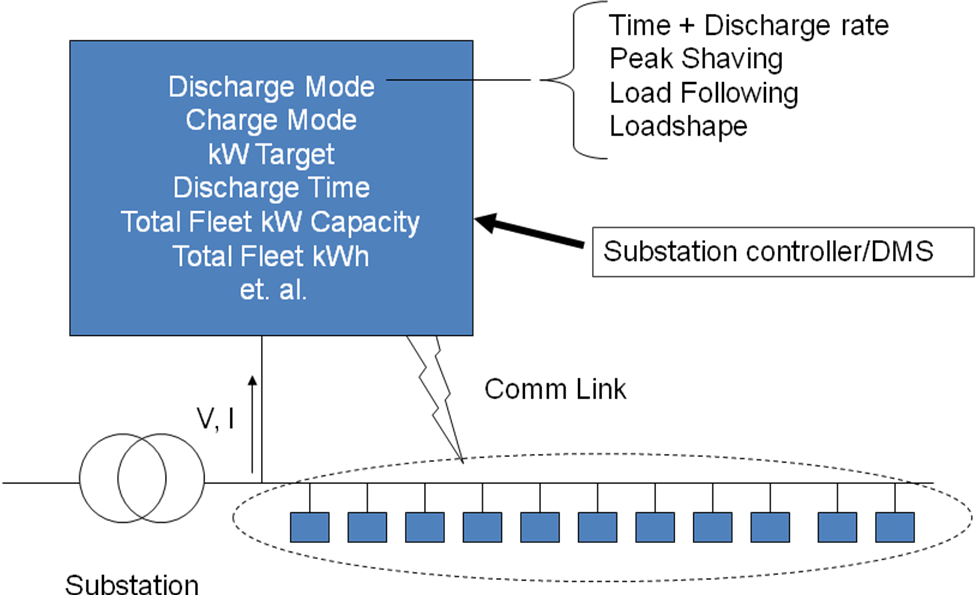 Time + Discharge rate
Peak Shaving
Load Following
Loadshape
Discharge Mode
Charge Mode
kW Target
Discharge Time
Total Fleet kW Capacity
Total Fleet kWh
et. al.
Substation controller/DMS
Comm Link
V, I
Substation